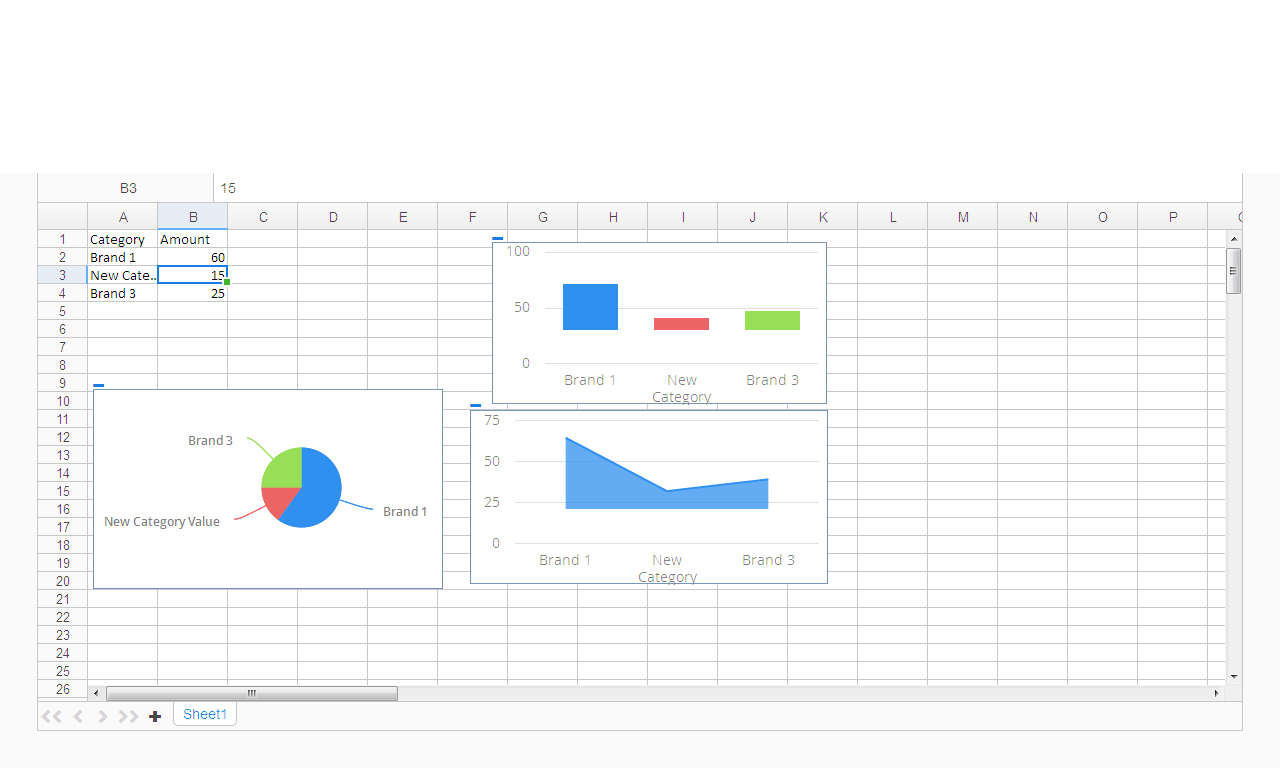 B3 15
A B C D E F G H I J K L M N O P
1 Category Amount
2 Brand 1 60
3 New Cate.. 15
4 Brand 3 25
5
6
7
8
9
10
11
12
13
14
15
16
17
18
19
20
21
22
23
24
25
26
100
50
0
Brand 1 New Brand 3
Category
Brand 3
Brand 1
New Category Value
75
50
25
0
Brand 1 New Brand 3
Category
Sheet1